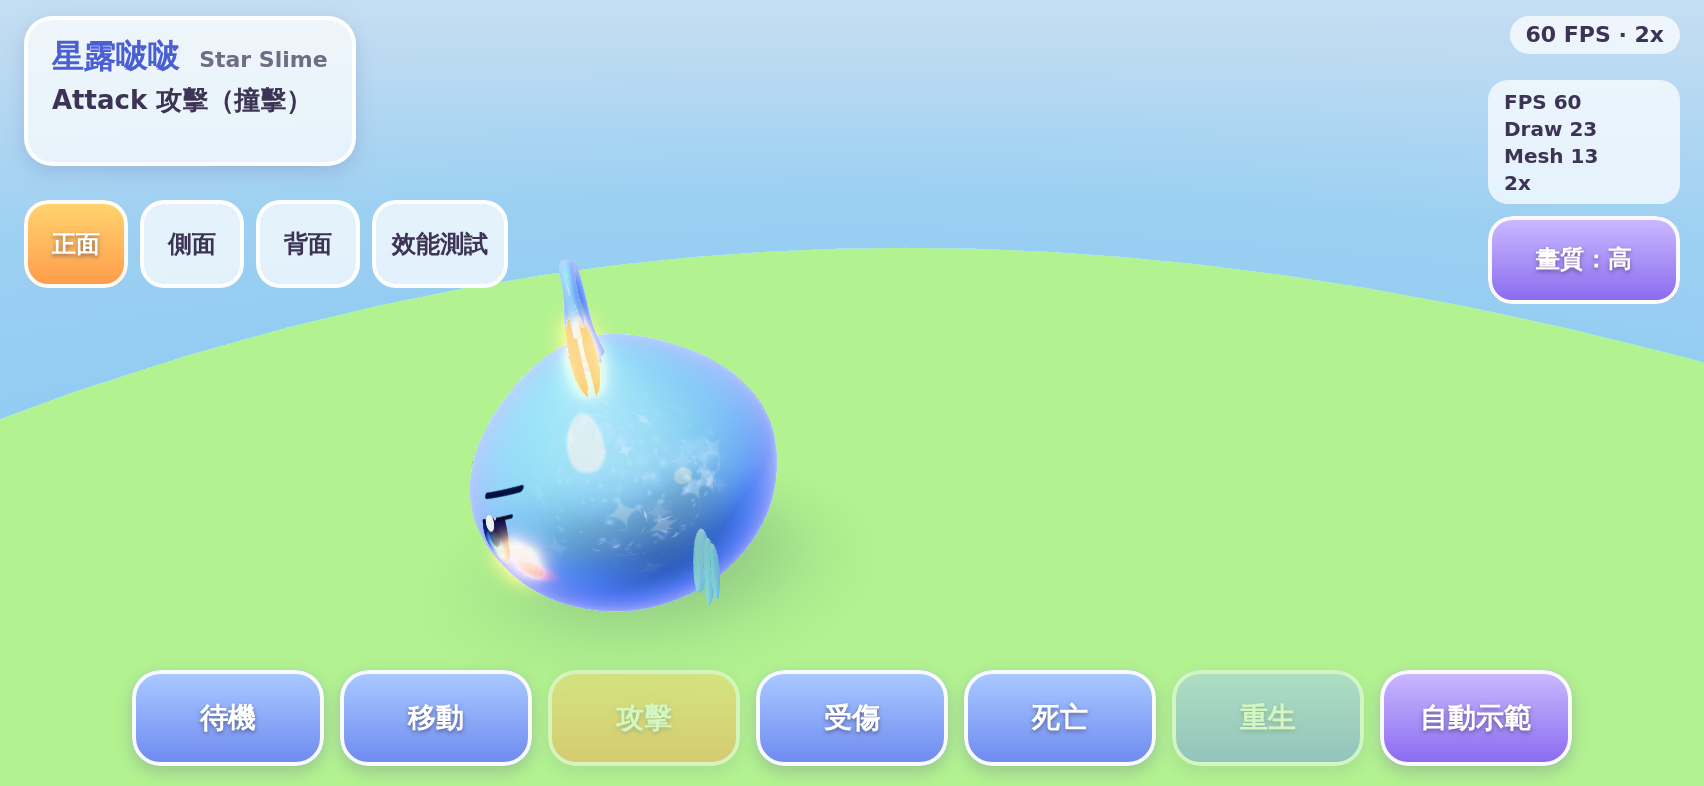 星露啵啵 Star Slime
Attack 攻擊（撞擊）
60 FPS · 2x
FPS 60
Draw 23
Mesh 13
2x
正面 側面 背面 效能測試
畫質：高
待機 移動 攻擊 受傷 死亡 重生 自動示範